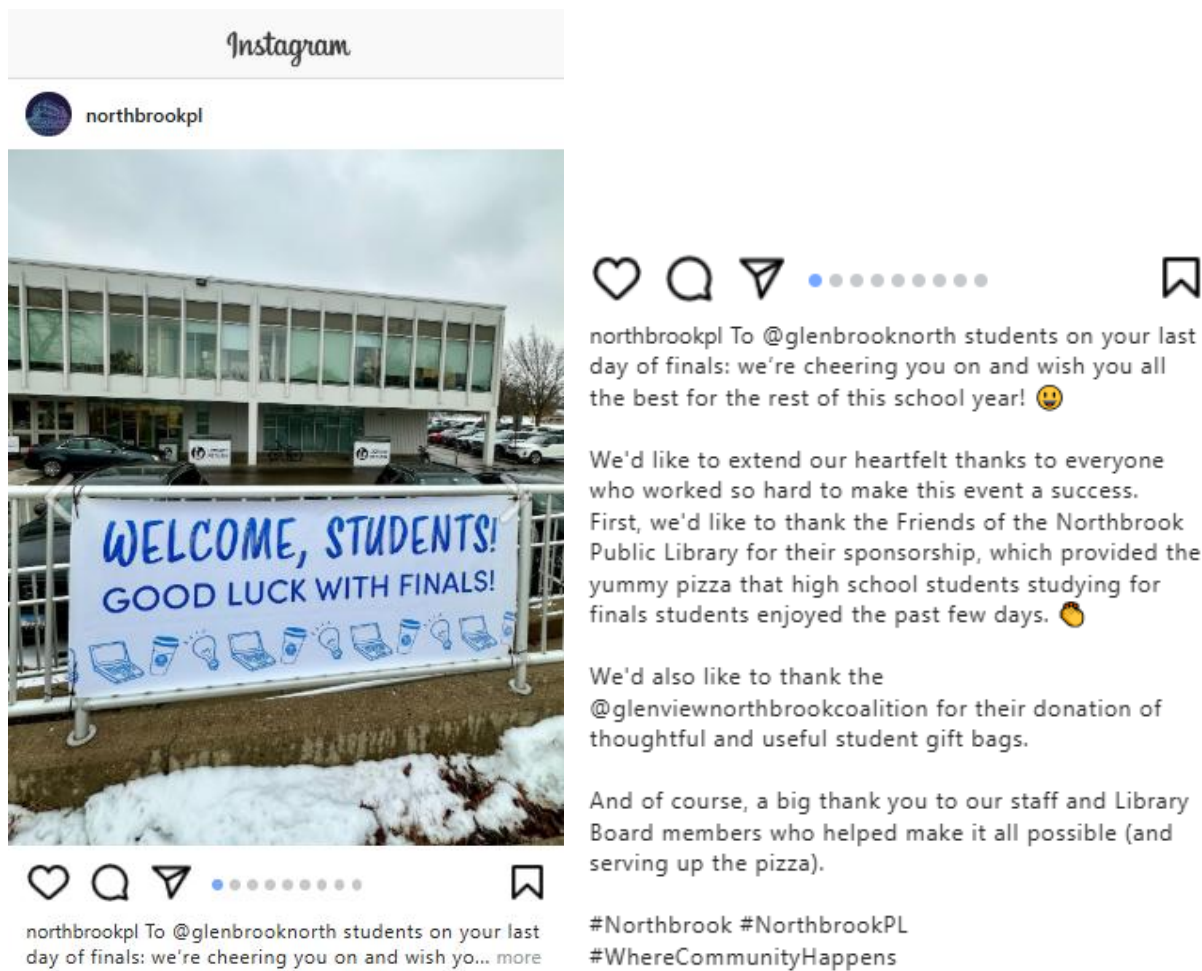 Instagram
northbrookpl
WELCOME, STUDENTS!
GOOD LUCK WITH FINALS!
northbrookpl To @glenbrooknorth students on your last
day of finals: we're cheering you on and wish yo... more
northbrookpl To @glenbrooknorth students on your last
day of finals: we're cheering you on and wish you all
the best for the rest of this school year! 😀
We'd like to extend our heartfelt thanks to everyone
who worked so hard to make this event a success.
First, we'd like to thank the Friends of the Northbrook
Public Library for their sponsorship, which provided the
yummy pizza that high school students studying for
finals students enjoyed the past few days. 👏
We'd also like to thank the
@glenviewnorthbrookcoalition for their donation of
thoughtful and useful student gift bags.
And of course, a big thank you to our staff and Library
Board members who helped make it all possible (and
serving up the pizza).
#Northbrook #NorthbrookPL
#WhereCommunityHappens